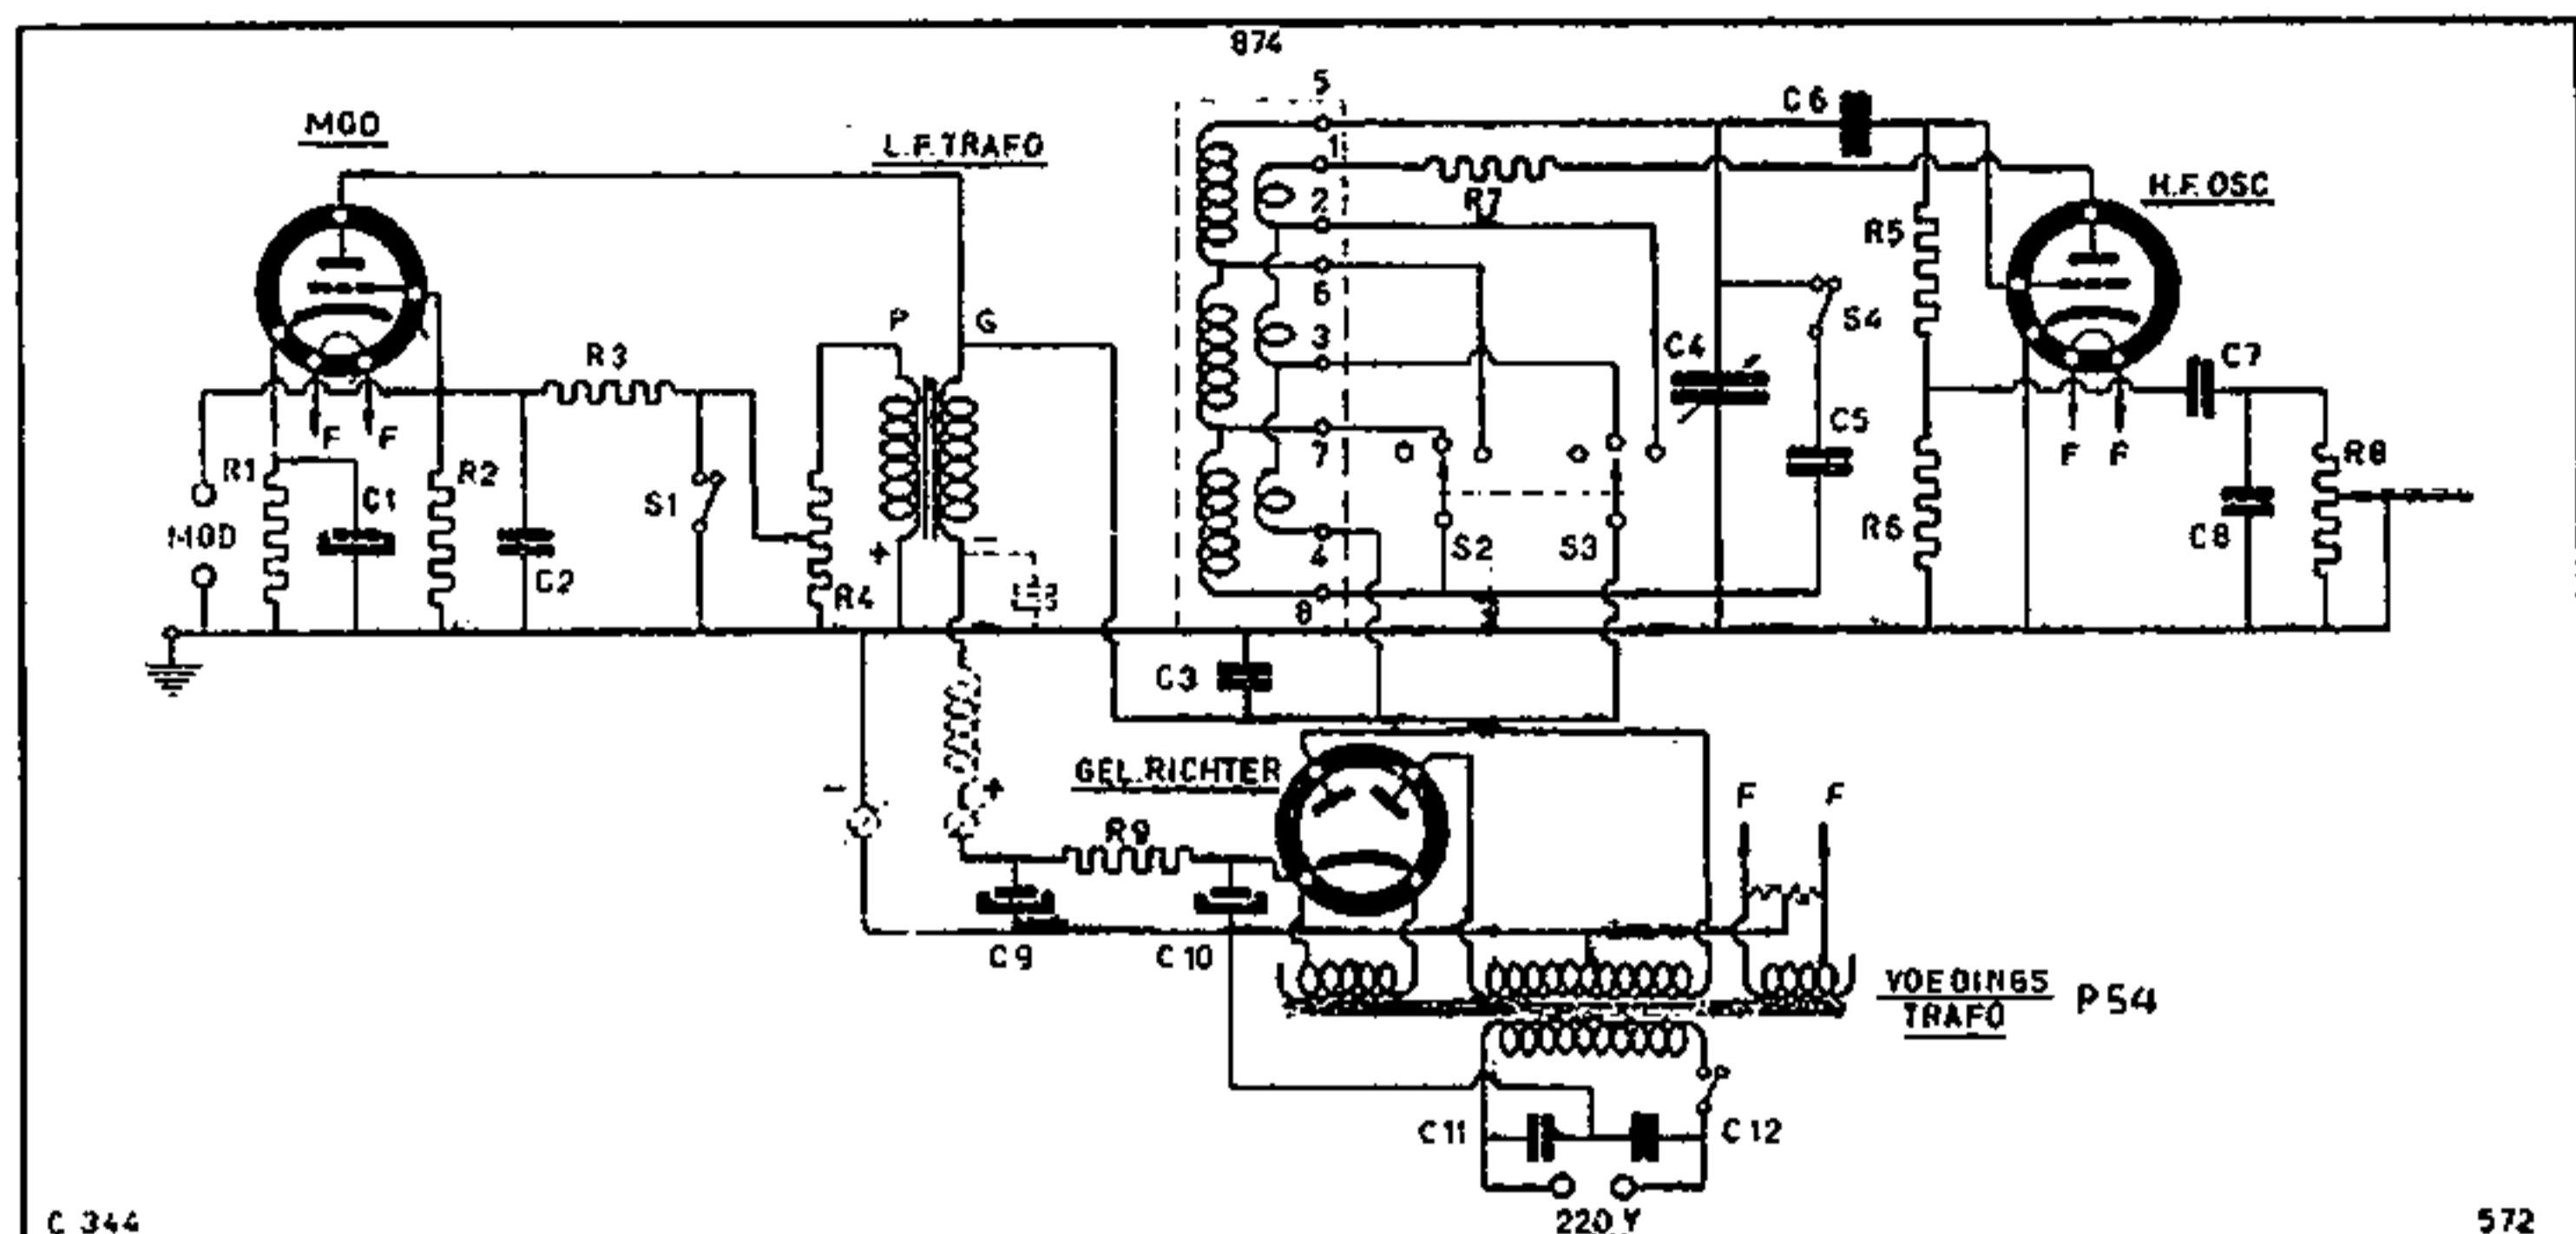 874
MOD
L.F. TRAFO
5
1
2
6
3
7
4
8
C6
R7
H.F. OSC
R5
S4
C4
C5
C7
R8
R6
C8
F F
R3
P G
F F
R1
C1
R2
C2
S1
MOD
+
-
R4
S2
S3
C3
-
+
GEL. RICHTER
R9
F F
C9
C10
VOEDINGS
TRAFO
P54
C11
C12
220 V
C 344
572